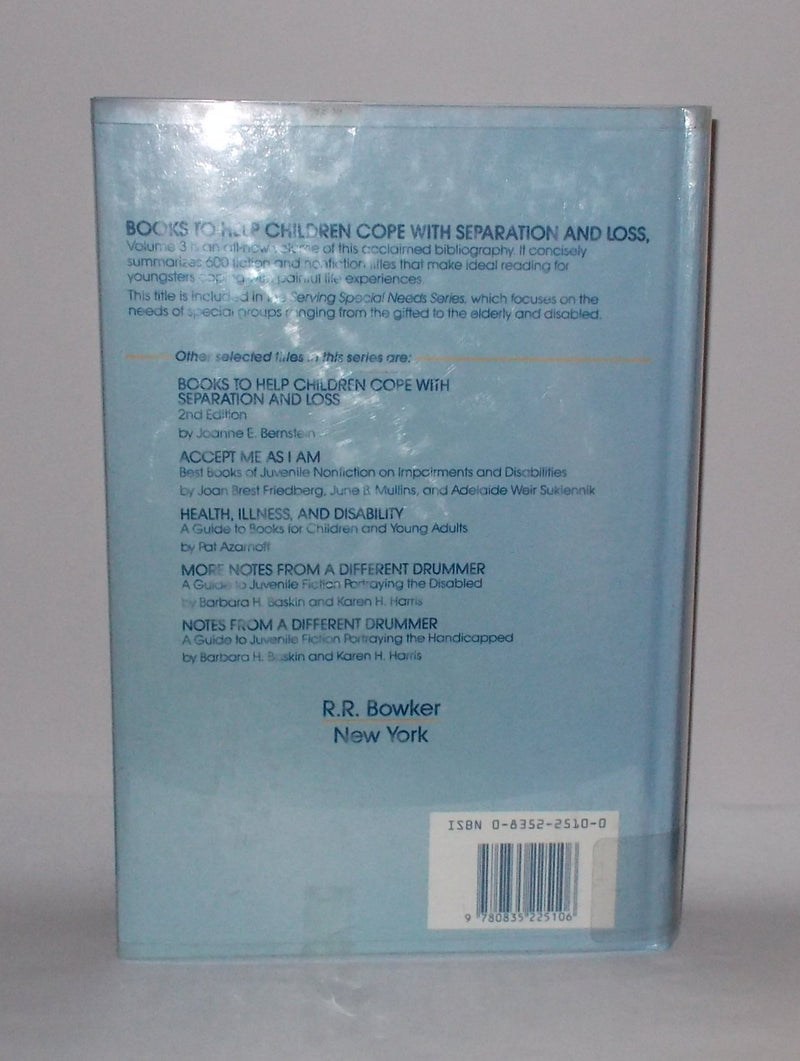 BOOKS TO HELP CHILDREN COPE WITH SEPARATION AND LOSS,
Volume 3 is an all-new volume of this acclaimed bibliography. It concisely
summarizes 600 fiction and nonfiction titles that make ideal reading for
youngsters coping with painful life experiences
This title is included in the Serving Special Needs Series, which focuses on the
needs of special groups ranging from the gifted to the elderly and disabled.
Other selected titles in this series are:
BOOKS TO HELP CHILDREN COPE WITH
SEPARATION AND LOSS
2nd Edition
by Joanne E. Bernstein
ACCEPT ME AS I AM
Best Books of Juvenile Nonfiction on Impairments and Disabilities
by Joan Brest Friedberg, June B. Mullins, and Adelaide Weir Sukiennik
HEALTH, ILLNESS, AND DISABILITY
A Guide to Books for Children and Young Adults
by Pat Azarnoff
MORE NOTES FROM A DIFFERENT DRUMMER
A Guide to Juvenile Fiction Portraying the Disabled
by Barbara H. Baskin and Karen H. Harris
NOTES FROM A DIFFERENT DRUMMER
A Guide to Juvenile Fiction Portraying the Handicapped
by Barbara H. Baskin and Karen H. Harris
R.R. Bowker
New York
ISBN 0-8352-2510-0
9 780835 225106